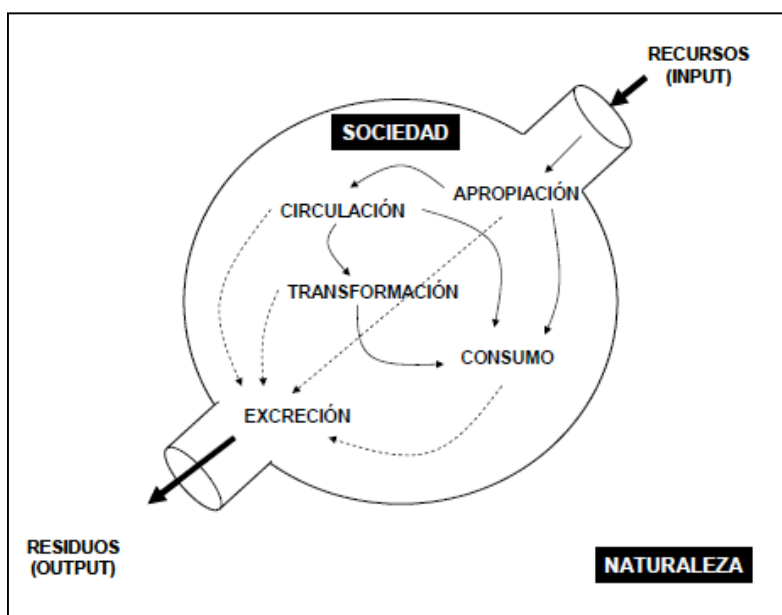 RECURSOS
(INPUT)
SOCIEDAD
APROPIACIÓN
CIRCULACIÓN
TRANSFORMACIÓN
CONSUMO
EXCRECIÓN
RESIDUOS
(OUTPUT)
NATURALEZA